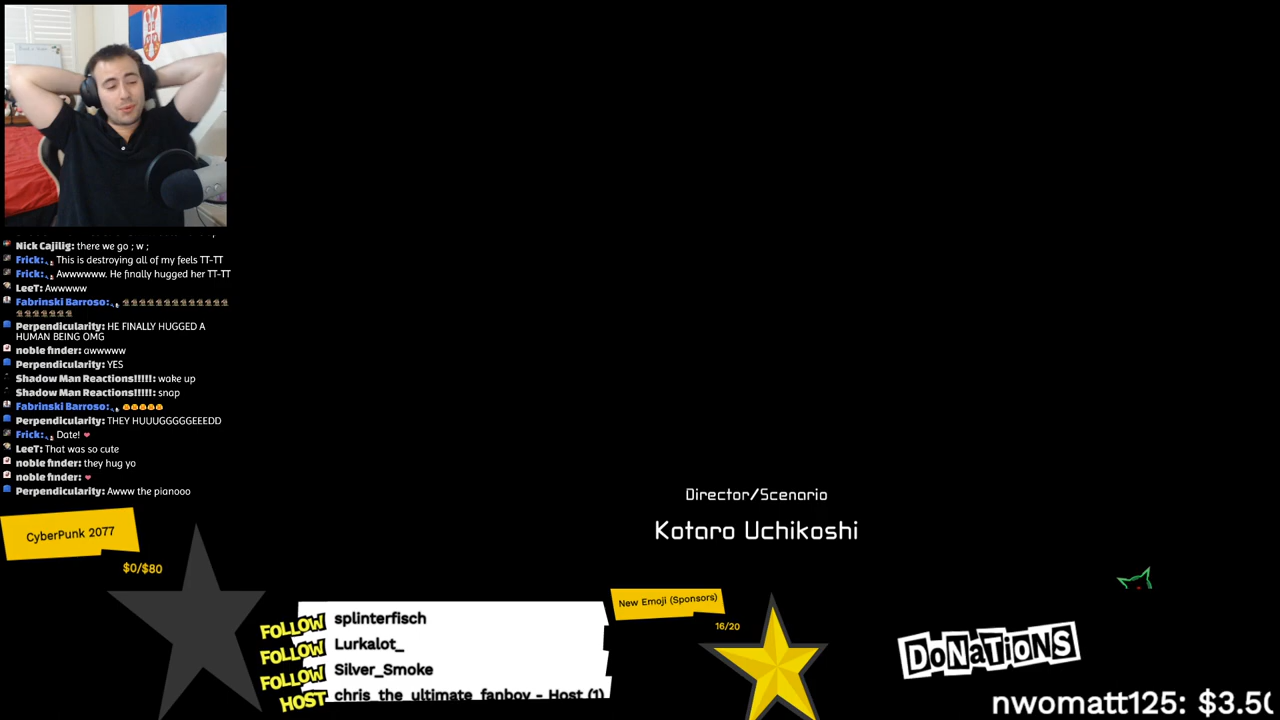 Nick Cajilig: there we go ; w ;
Frick: This is destroying all of my feels TT-TT
Frick: Awwwwww. He finally hugged her TT-TT
LeeT: Awwwww
Fabrinski Barroso:
Perpendicularity: HE FINALLY HUGGED A
HUMAN BEING OMG
noble finder: awwwww
Perpendicularity: YES
Shadow Man Reactions!!!!!: wake up
Shadow Man Reactions!!!!!: snap
Fabrinski Barroso:
Perpendicularity: THEY HUUUGGGGGEEEDD
Frick: Date! ❤
LeeT: That was so cute
noble finder: they hug yo
noble finder: ❤
Perpendicularity: Awww the pianooo
Director/Scenario
Kotaro Uchikoshi
CyberPunk 2077
$0/$80
FOLLOW splinterfisch
FOLLOW Lurkalot_
FOLLOW Silver_Smoke
HOST chris_the_ultimate_fanboy - Host (1)
New Emoji (Sponsors)
16/20
DoNaTiONS
nwomatt125: $3.50